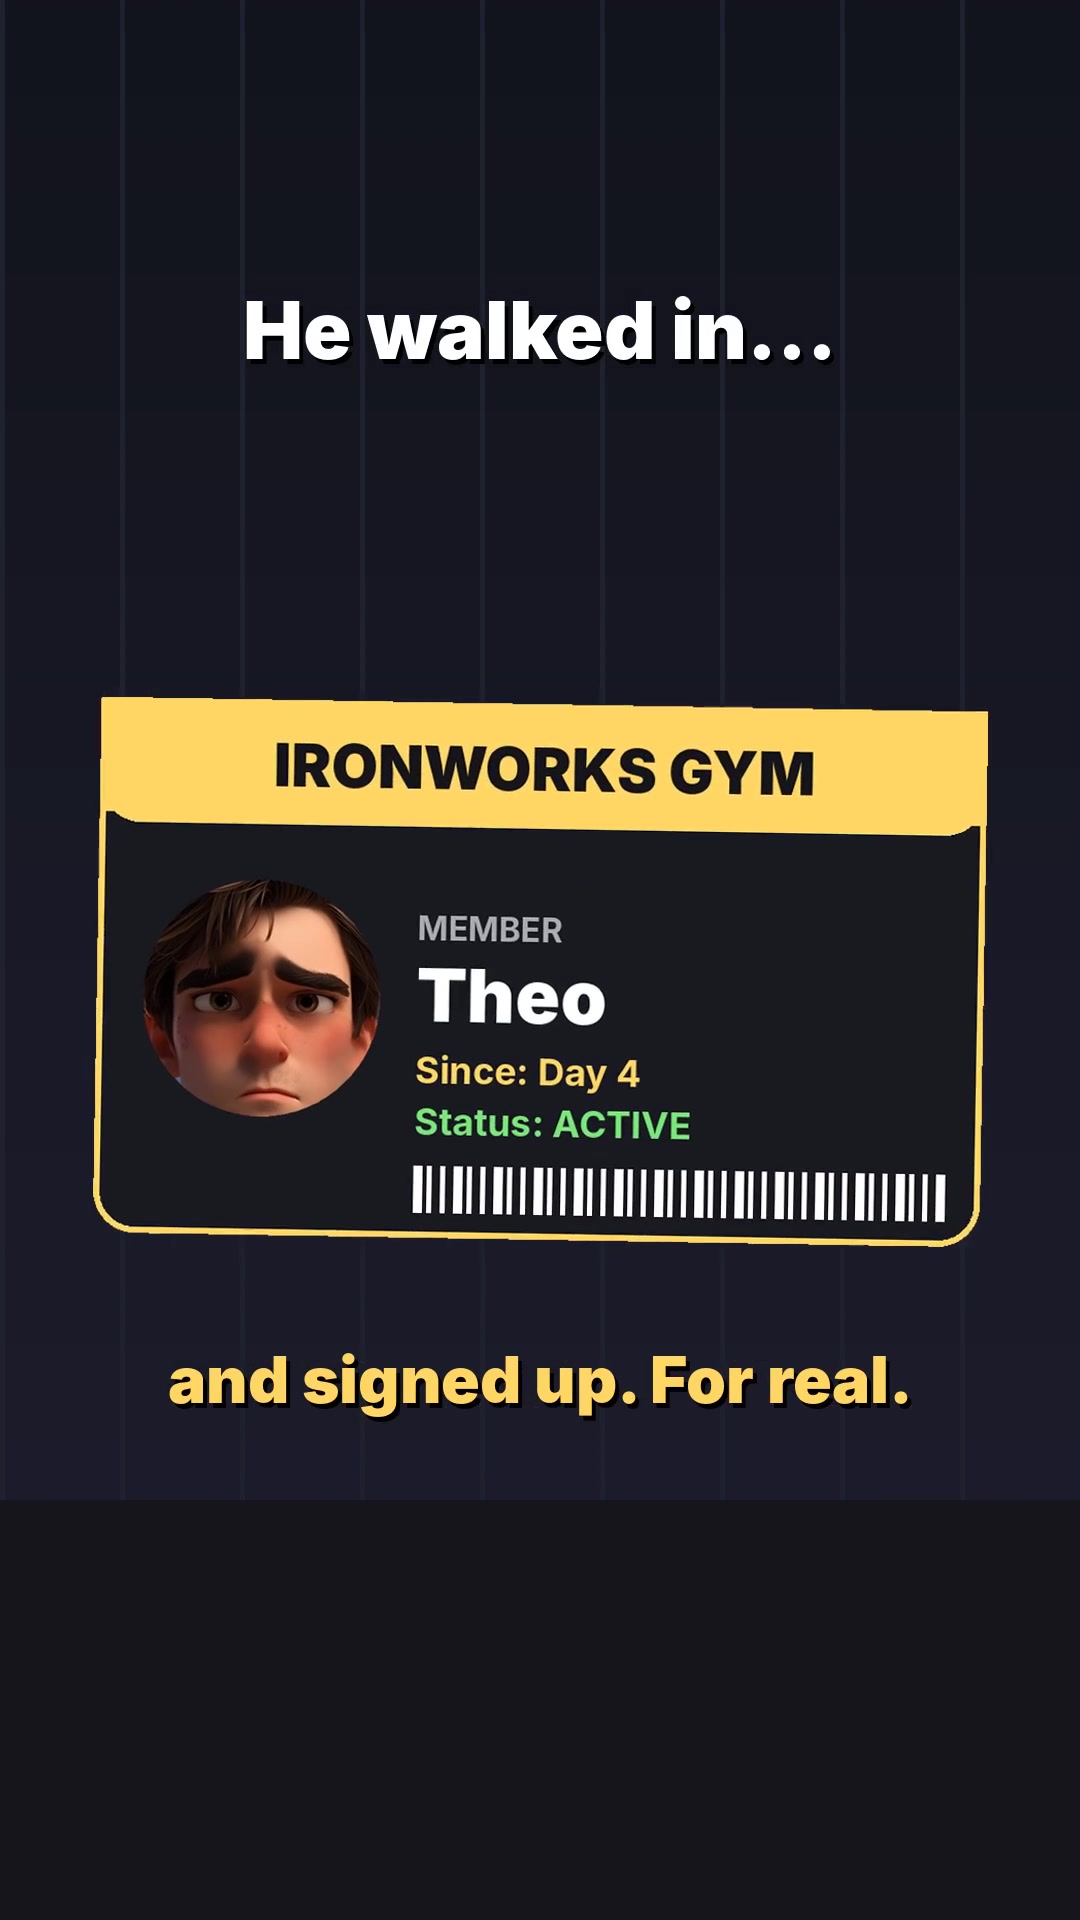 He walked in...
IRONWORKS GYM
MEMBER
Theo
Since: Day 4
Status: ACTIVE
and signed up. For real.